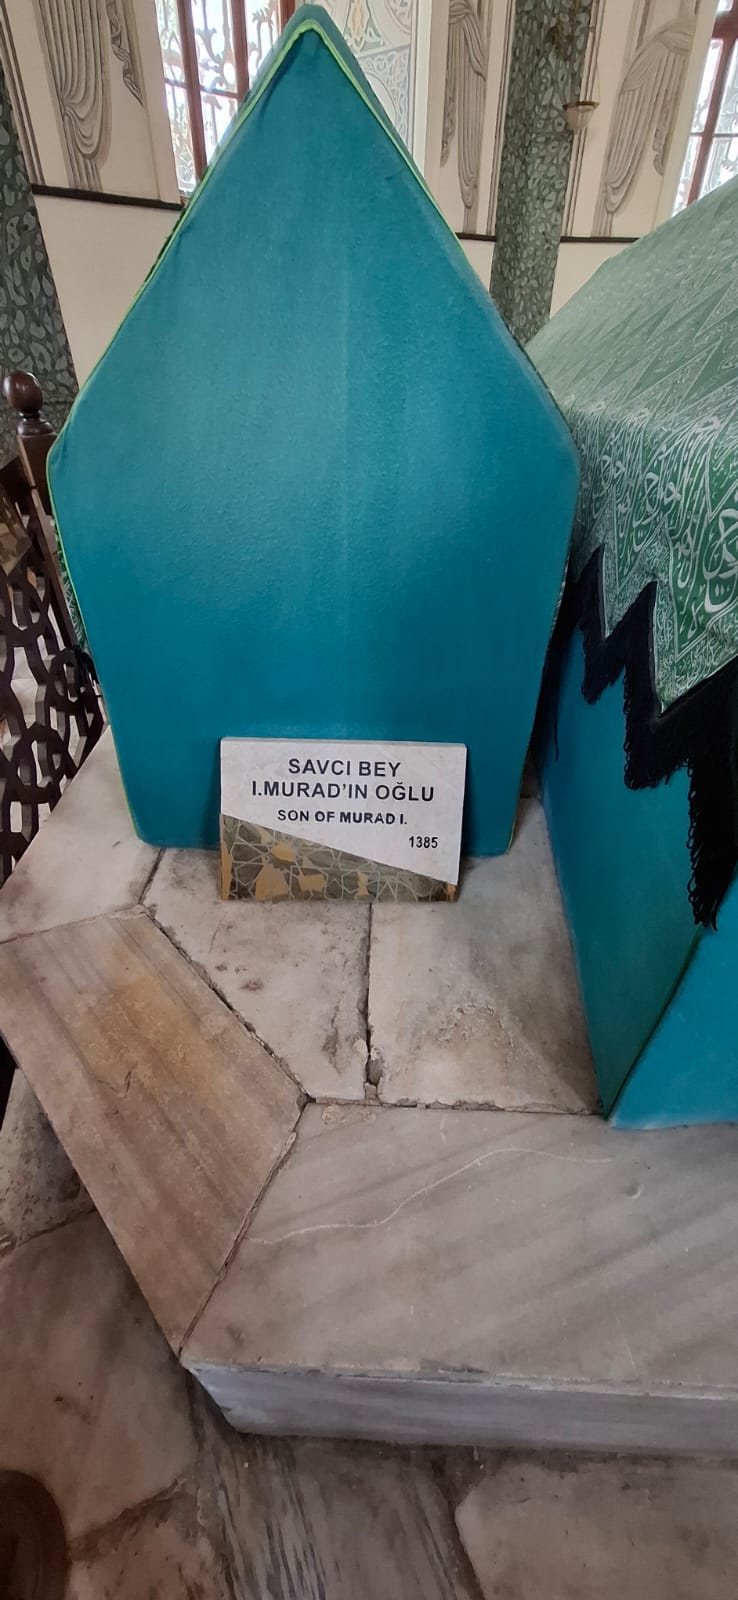 SAVCI BEY
I.MURAD'IN OĞLU
SON OF MURAD I.
1385